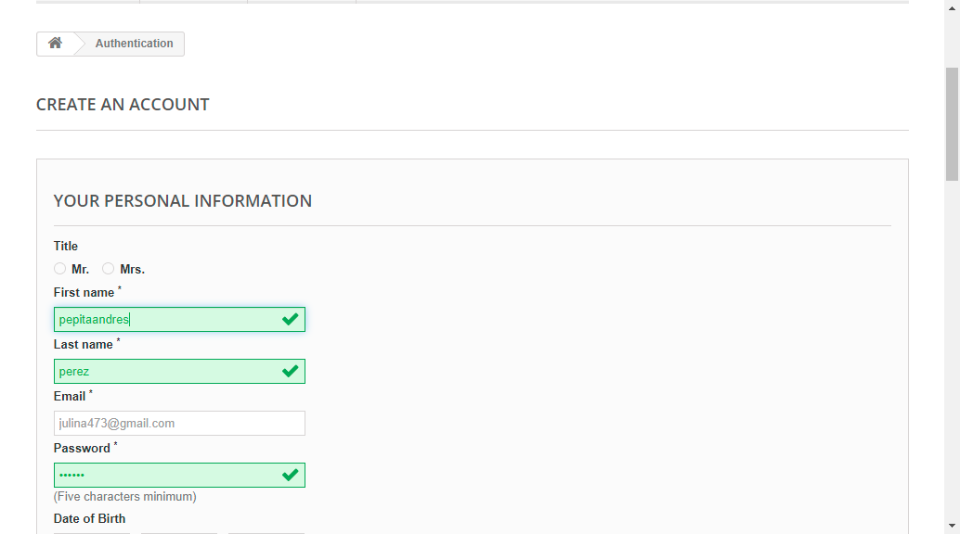 Authentication
CREATE AN ACCOUNT
YOUR PERSONAL INFORMATION
Title
Mr. Mrs.
First name *
pepitaandres
Last name *
perez
Email *
julina473@gmail.com
Password *
••••••
(Five characters minimum)
Date of Birth